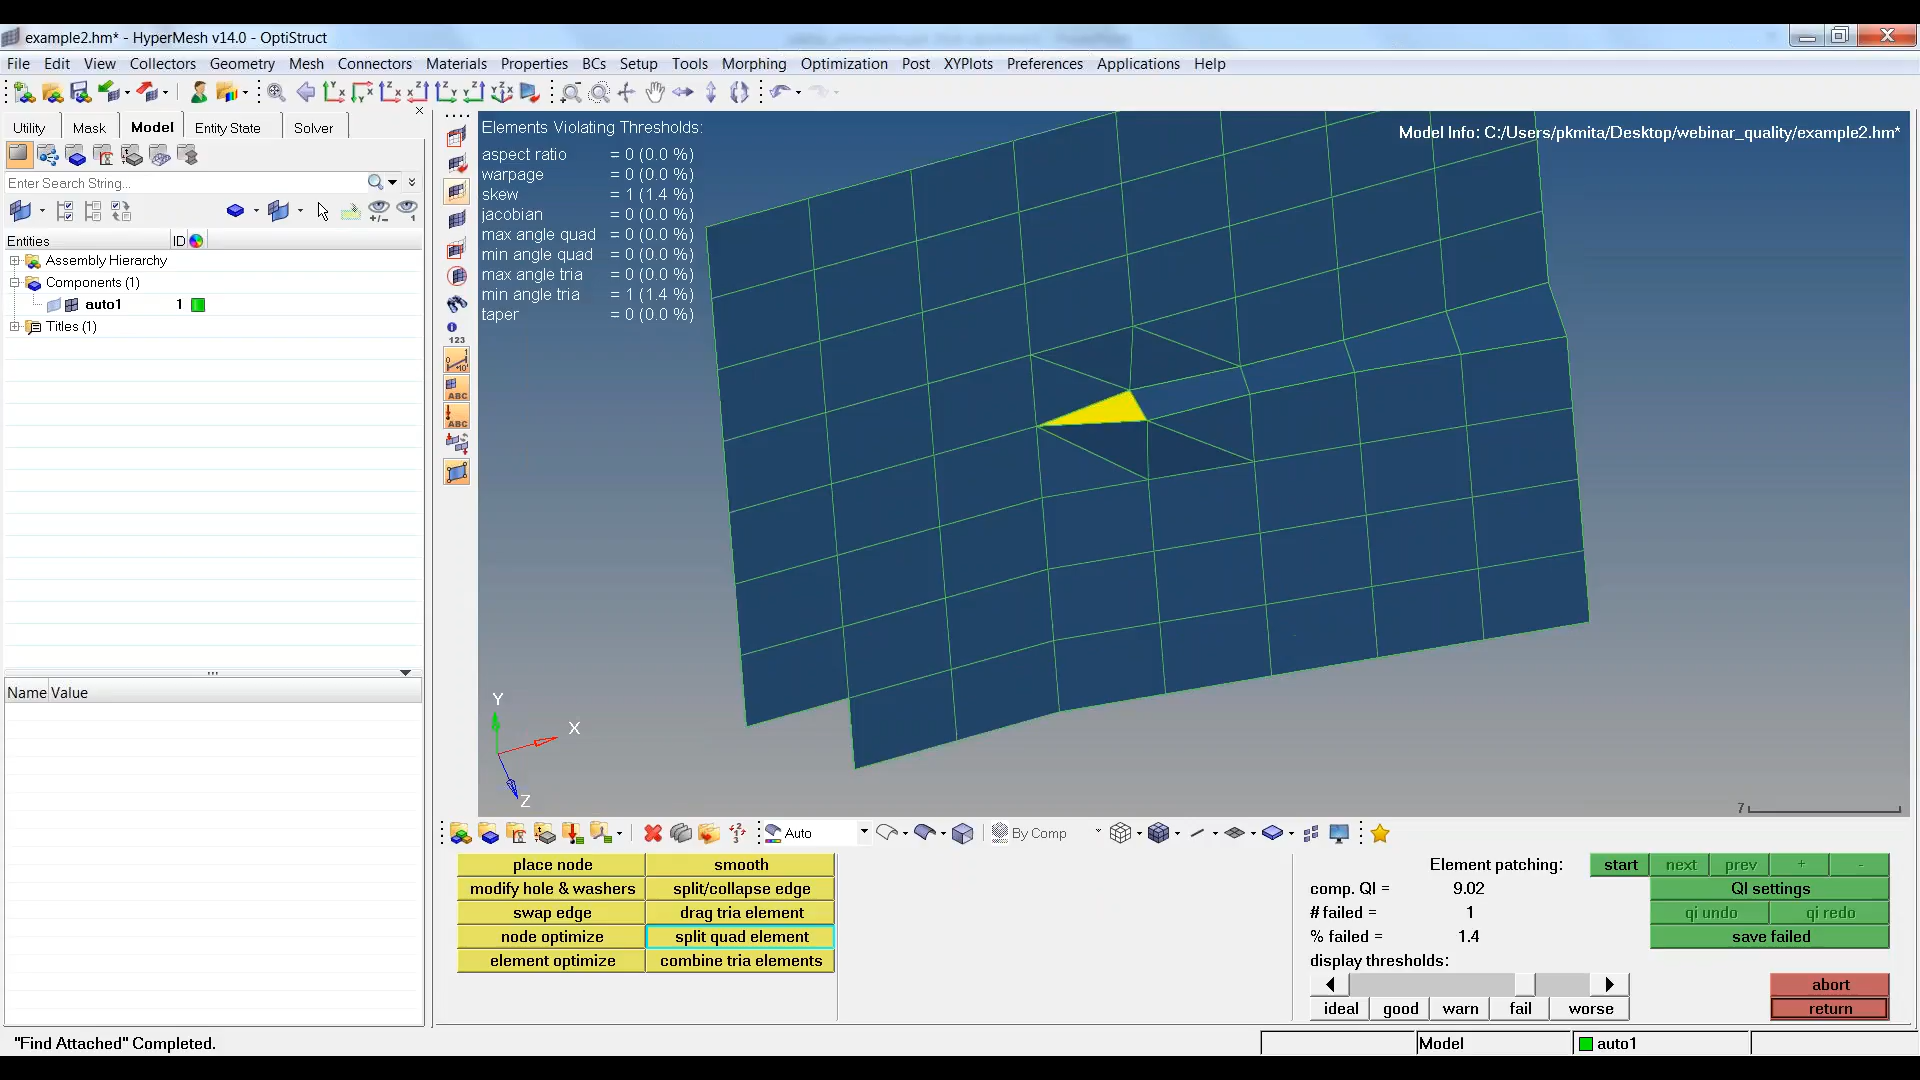 example2.hm* - HyperMesh v14.0 - OptiStruct
File Edit View Collectors Geometry Mesh Connectors Materials Properties BCs Setup Tools Morphing Optimization Post XYPlots Preferences Applications Help
Utility Mask Model Entity State Solver
Enter Search String...
Entities ID
Assembly Hierarchy
Components (1)
auto1 1
Titles (1)
Name Value
123
ABC
ABC
Elements Violating Thresholds:
aspect ratio = 0 (0.0 %)
warpage = 0 (0.0 %)
skew = 1 (1.4 %)
jacobian = 0 (0.0 %)
max angle quad = 0 (0.0 %)
min angle quad = 0 (0.0 %)
max angle tria = 0 (0.0 %)
min angle tria = 1 (1.4 %)
taper = 0 (0.0 %)
Model Info: C:/Users/pkmita/Desktop/webinar_quality/example2.hm*
Y
X
Z
7
Auto By Comp
place node smooth
modify hole & washers split/collapse edge
swap edge drag tria element
node optimize split quad element
element optimize combine tria elements
Element patching: start next prev + -
comp. QI = 9.02 QI settings
# failed = 1 qi undo qi redo
% failed = 1.4 save failed
display thresholds:
abort
ideal good warn fail worse return
"Find Attached" Completed. Model auto1